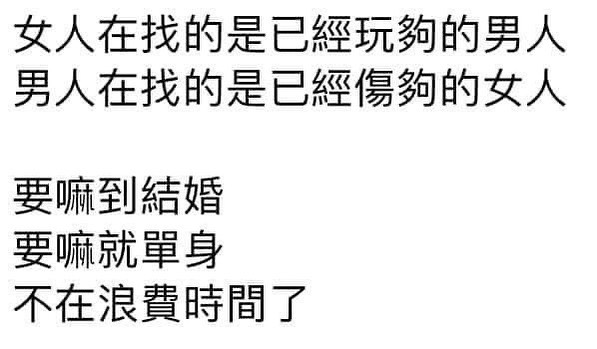 女人在找的是已經玩夠的男人
男人在找的是已經傷夠的女人
要嘛到結婚
要嘛就單身
不在浪費時間了